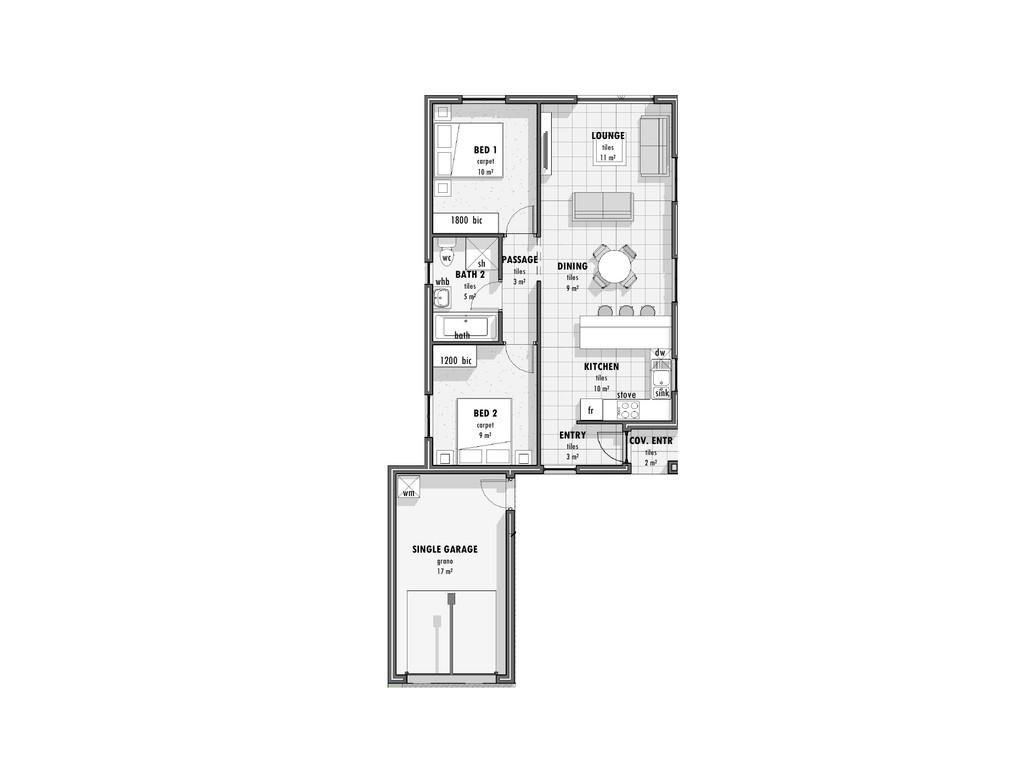 BED 1
carpet
10 m²
1800 bic
LOUNGE
tiles
11 m²
wc
sh
BATH 2
tiles
5 m²
whb
bath
PASSAGE
tiles
3 m²
DINING
tiles
9 m²
1200 bic
BED 2
carpet
9 m²
KITCHEN
tiles
10 m²
dw
sink
stove
fr
ENTRY
tiles
3 m²
COV. ENTR
tiles
2 m²
wm
SINGLE GARAGE
grano
17 m²